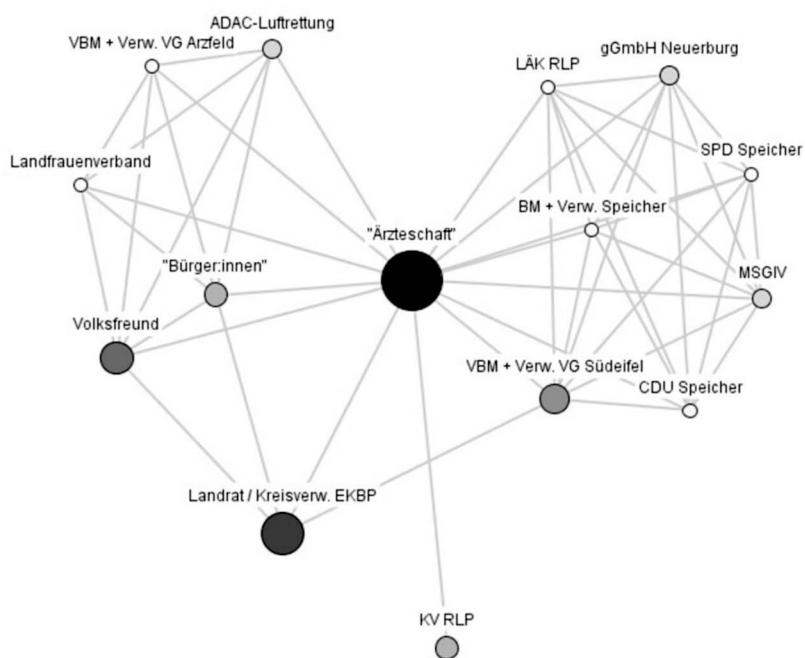 ADAC-Luftrettung
VBM + Verw. VG Arzfeld
gGmbH Neuerburg
LÄK RLP
SPD Speicher
Landfrauenverband
BM + Verw. Speicher
"Ärzteschaft"
"Bürger:innen"
MSGIV
Volksfreund
VBM + Verw. VG Südeifel
CDU Speicher
Landrat / Kreisverw. EKBP
KV RLP